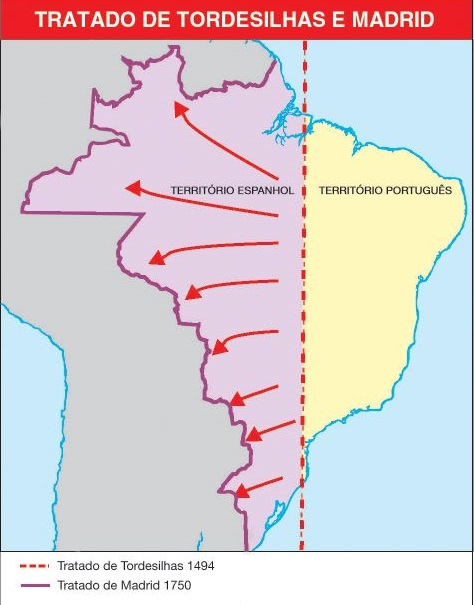 TRATADO DE TORDESILHAS E MADRID
TERRITÓRIO ESPANHOL
TERRITÓRIO PORTUGUÊS
Tratado de Tordesilhas 1494
Tratado de Madrid 1750